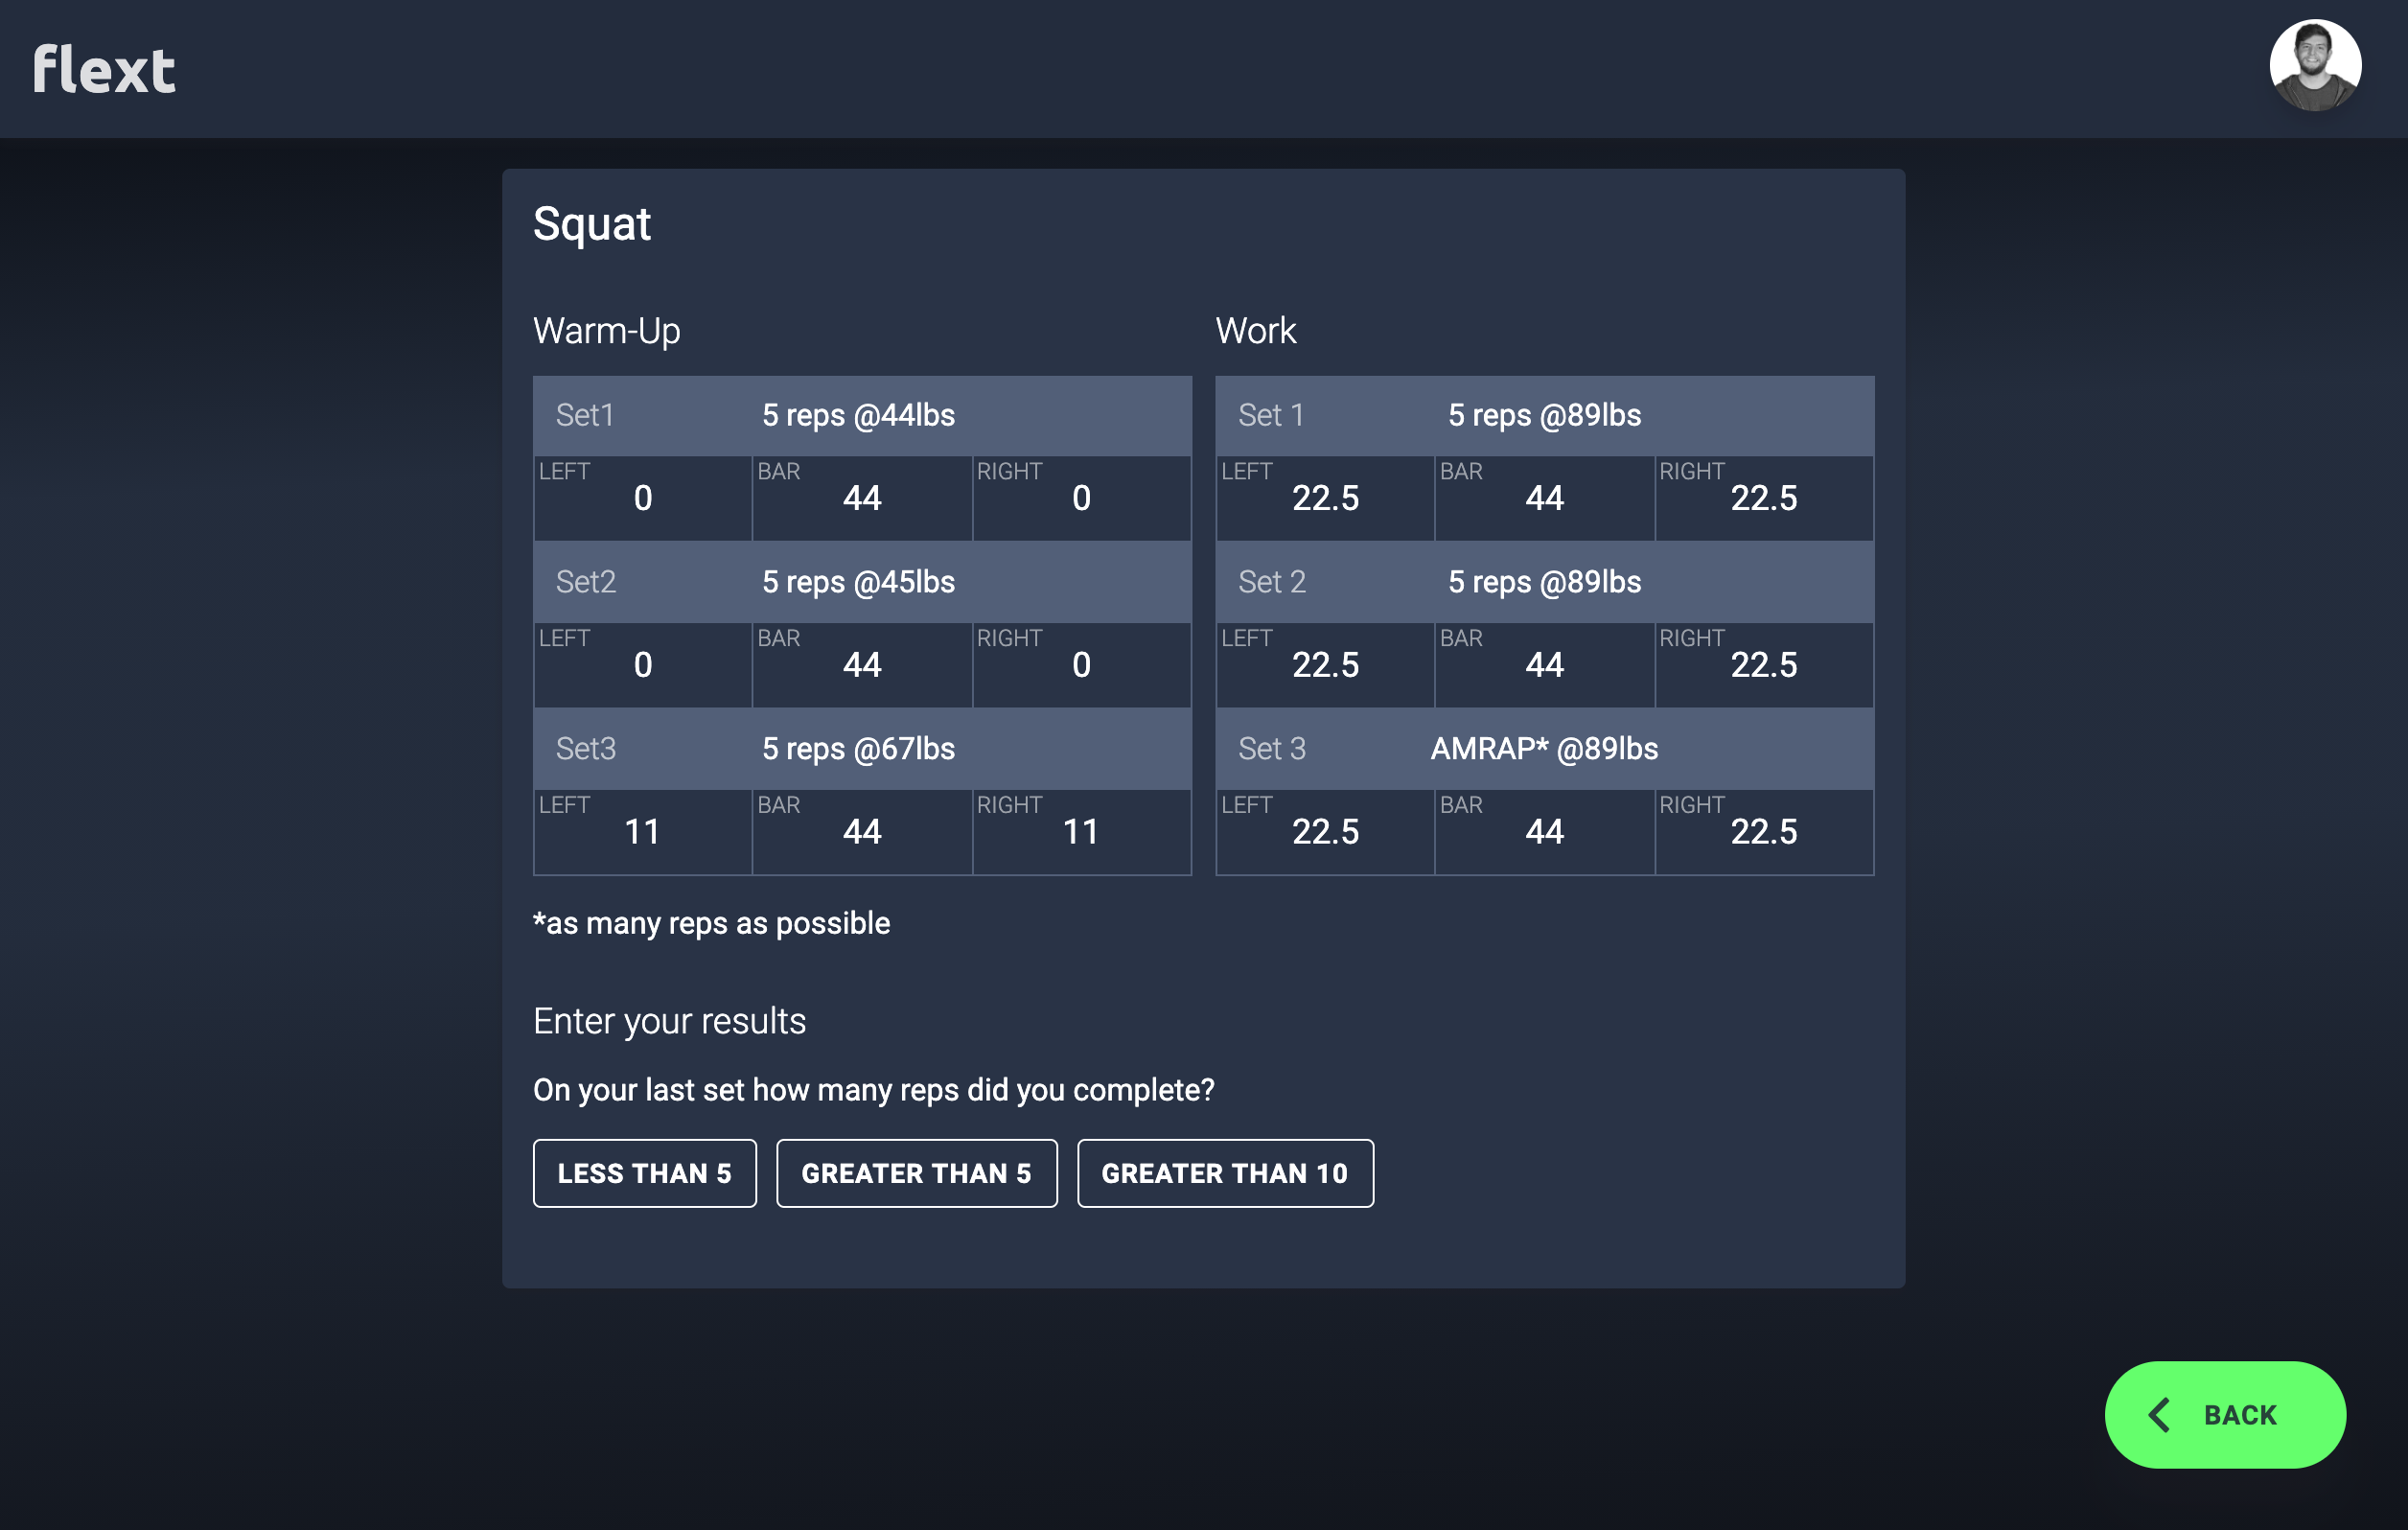 flext
Squat
Warm-Up
Set1 5 reps @44lbs
LEFT 0 BAR 44 RIGHT 0
Set2 5 reps @45lbs
LEFT 0 BAR 44 RIGHT 0
Set3 5 reps @67lbs
LEFT 11 BAR 44 RIGHT 11
Work
Set 1 5 reps @89lbs
LEFT 22.5 BAR 44 RIGHT 22.5
Set 2 5 reps @89lbs
LEFT 22.5 BAR 44 RIGHT 22.5
Set 3 AMRAP* @89lbs
LEFT 22.5 BAR 44 RIGHT 22.5
*as many reps as possible
Enter your results
On your last set how many reps did you complete?
LESS THAN 5 GREATER THAN 5 GREATER THAN 10
BACK